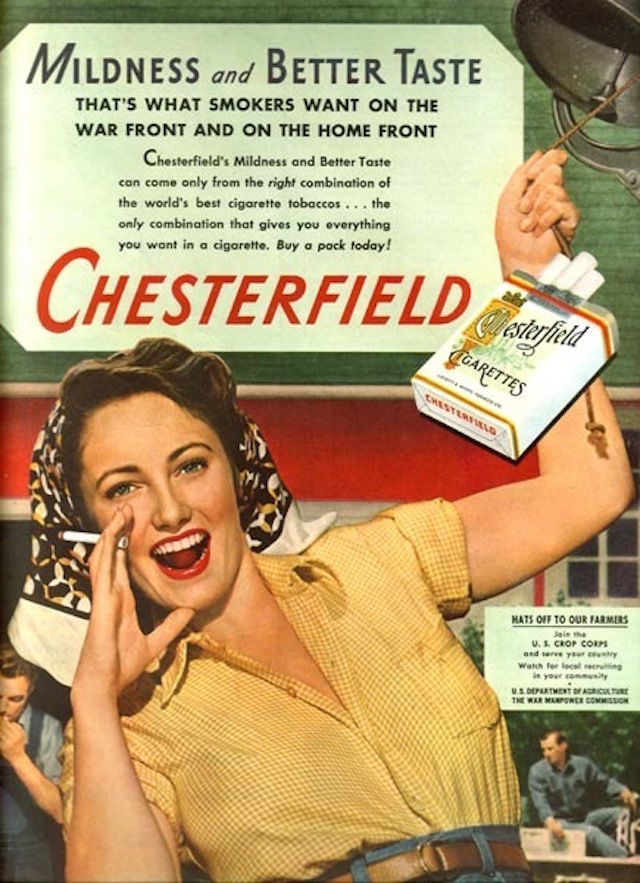 MILDNESS and BETTER TASTE
THAT'S WHAT SMOKERS WANT ON THE
WAR FRONT AND ON THE HOME FRONT
Chesterfield's Mildness and Better Taste
can come only from the right combination of
the world's best cigarette tobaccos . . . the
only combination that gives you everything
you want in a cigarette. Buy a pack today!
CHESTERFIELD
Chesterfield
CIGARETTES
LIGGETT & MYERS TOBACCO CO.
CHESTERFIELD
HATS OFF TO OUR FARMERS
Join the
U. S. CROP CORPS
and serve your country
Watch for local recruiting
in your community
U.S. DEPARTMENT OF AGRICULTURE
THE WAR MANPOWER COMMISSION